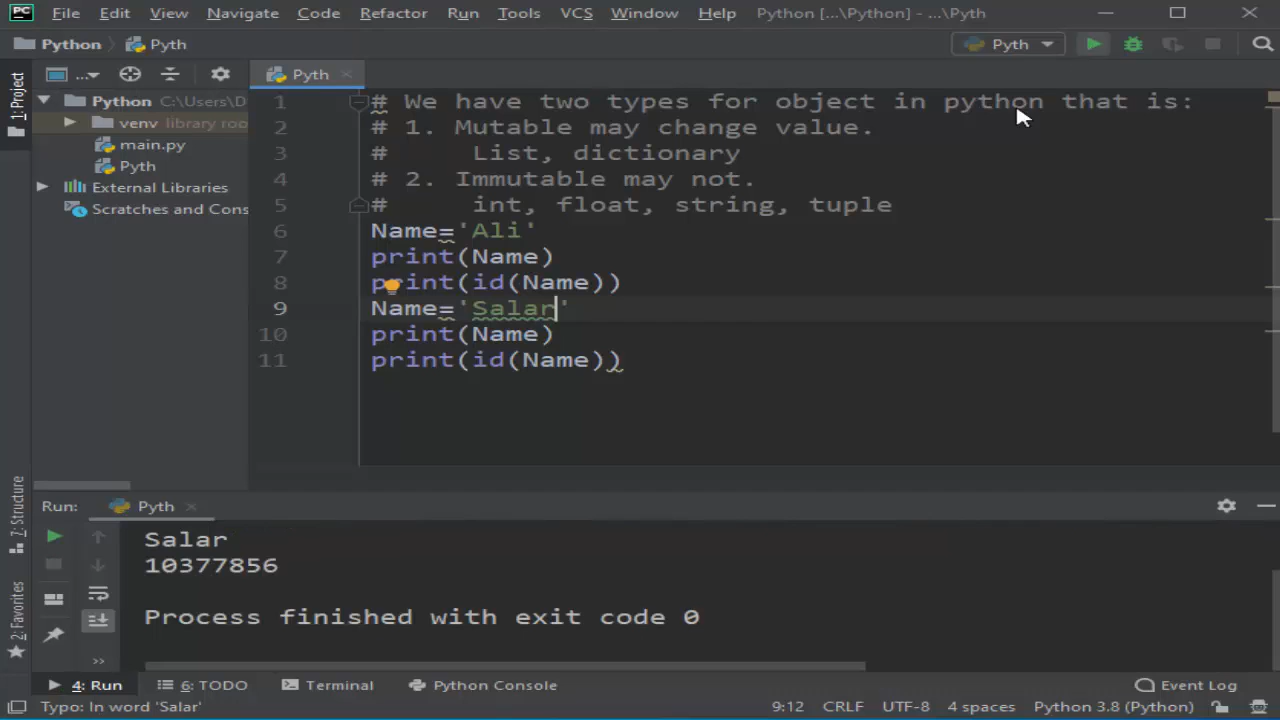 PC File Edit View Navigate Code Refactor Run Tools VCS Window Help Python [...\Python] - ...\Pyth
Python Pyth Pyth
1: Project ... Pyth
Python C:\Users\D
venv library roo
main.py
Pyth
External Libraries
Scratches and Cons
1 # We have two types for object in python that is:
2 # 1. Mutable may change value.
3 # List, dictionary
4 # 2. Immutable may not.
5 # int, float, string, tuple
6 Name='Ali'
7 print(Name)
8 print(id(Name))
9 Name='Salar'
10 print(Name)
11 print(id(Name))
7: Structure
2: Favorites
Run: Pyth
Salar
10377856
Process finished with exit code 0
>>
4: Run 6: TODO Terminal Python Console Event Log
Typo: In word 'Salar' 9:12 CRLF UTF-8 4 spaces Python 3.8 (Python)